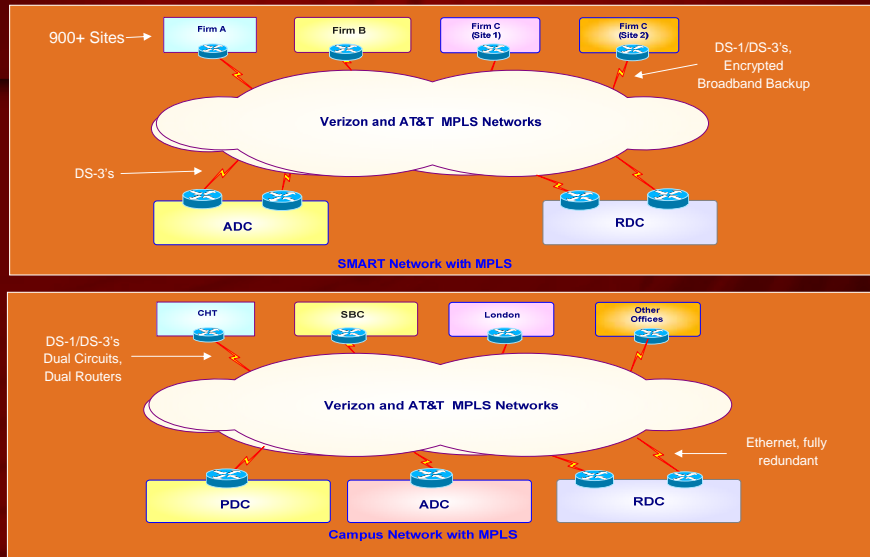 900+ Sites
Firm A
Firm B
Firm C
(Site 1)
Firm C
(Site 2)
DS-1/DS-3's,
Encrypted
Broadband Backup
Verizon and AT&T MPLS Networks
DS-3's
ADC
RDC
SMART Network with MPLS
CHT
SBC
London
Other
Offices
DS-1/DS-3's
Dual Circuits,
Dual Routers
Verizon and AT&T MPLS Networks
Ethernet, fully
redundant
PDC
ADC
RDC
Campus Network with MPLS